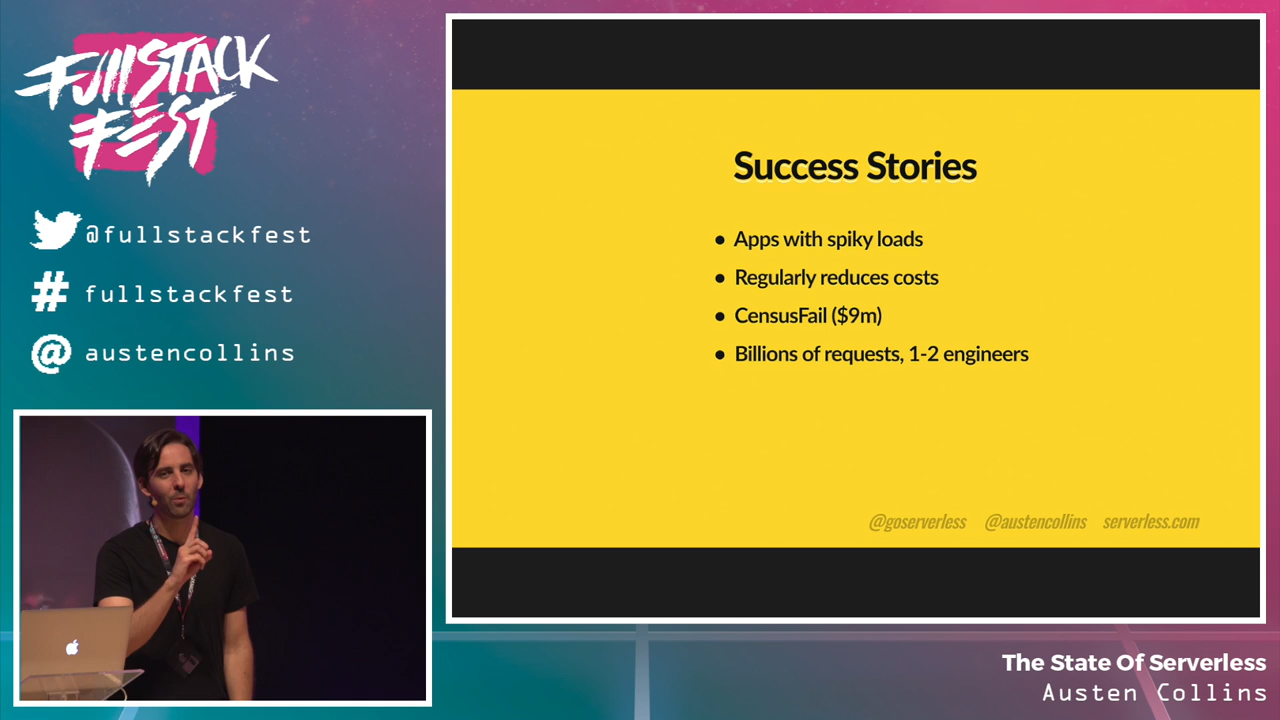 FullSTACK
FEST
@fullstackfest
# fullstackfest
@ austencollins
Success Stories
• Apps with spiky loads
• Regularly reduces costs
• CensusFail ($9m)
• Billions of requests, 1-2 engineers
@goserverless @austencollins serverless.com
The State Of Serverless
Austen Collins